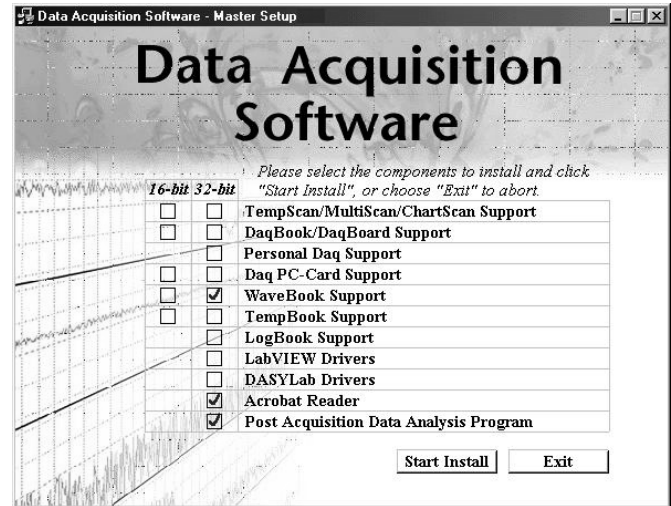 Data Acquisition Software - Master Setup
Data Acquisition
Software
Please select the components to install and click
"Start Install", or choose "Exit" to abort.
16-bit 32-bit
TempScan/MultiScan/ChartScan Support
DaqBook/DaqBoard Support
Personal Daq Support
Daq PC-Card Support
WaveBook Support
TempBook Support
LogBook Support
LabVIEW Drivers
DASYLab Drivers
Acrobat Reader
Post Acquisition Data Analysis Program
Start Install Exit